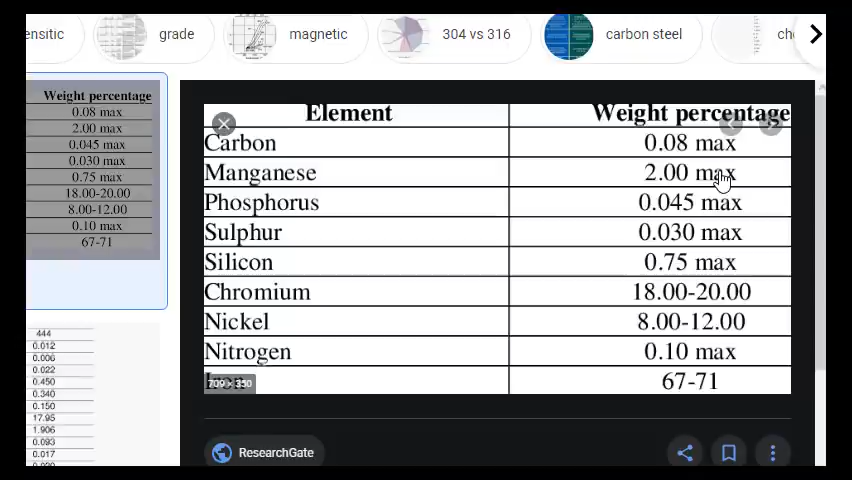 ensitic grade magnetic 304 vs 316 carbon steel ch
Weight percentage
0.08 max
2.00 max
0.045 max
0.030 max
0.75 max
18.00-20.00
8.00-12.00
0.10 max
67-71
444
0.012
0.006
0.022
0.450
0.340
0.150
17.95
1.906
0.093
0.017
0.020
Element Weight percentage
Carbon 0.08 max
Manganese 2.00 max
Phosphorus 0.045 max
Sulphur 0.030 max
Silicon 0.75 max
Chromium 18.00-20.00
Nickel 8.00-12.00
Nitrogen 0.10 max
Iron 67-71
709 × 350
ResearchGate